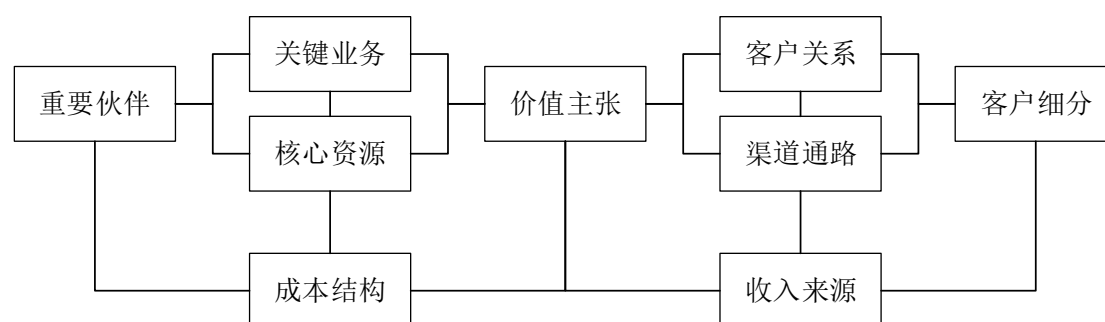 关键业务
客户关系
重要伙伴
价值主张
客户细分
核心资源
渠道通路
成本结构
收入来源